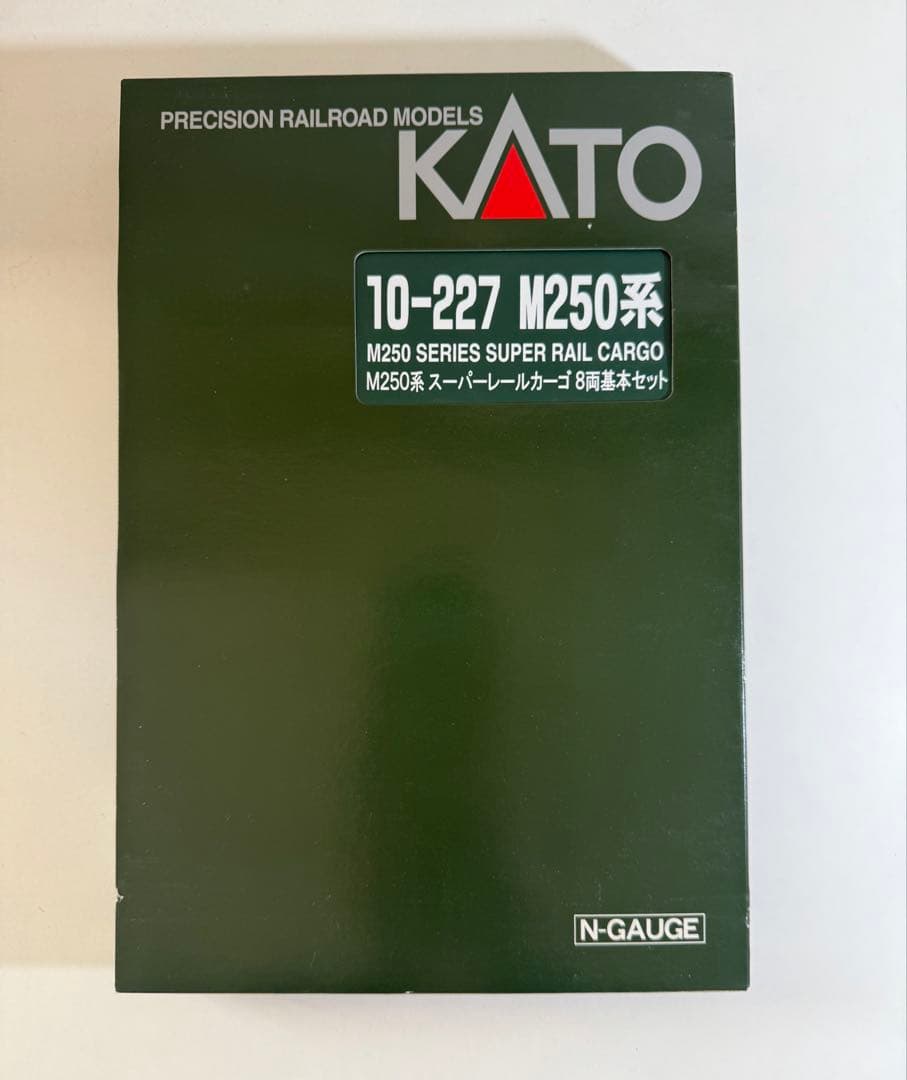 PRECISION RAILROAD MODELS
KATO
10-227 M250系
M250 SERIES SUPER RAIL CARGO
M250系 スーパーレールカーゴ 8両基本セット
N-GAUGE